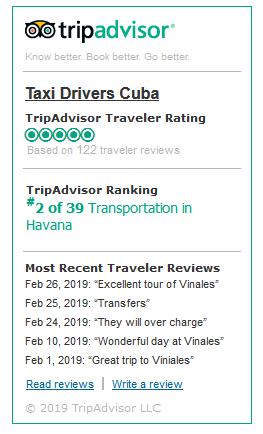 tripadvisor®
Know better. Book better. Go better.
Taxi Drivers Cuba
TripAdvisor Traveler Rating
Based on 122 traveler reviews
TripAdvisor Ranking
#2 of 39 Transportation in
Havana
Most Recent Traveler Reviews
Feb 26, 2019: “Excellent tour of Vinales”
Feb 25, 2019: “Transfers”
Feb 24, 2019: “They will over charge”
Feb 10, 2019: “Wonderful day at Vinales”
Feb 1, 2019: “Great trip to Viniales”
Read reviews | Write a review
© 2019 TripAdvisor LLC